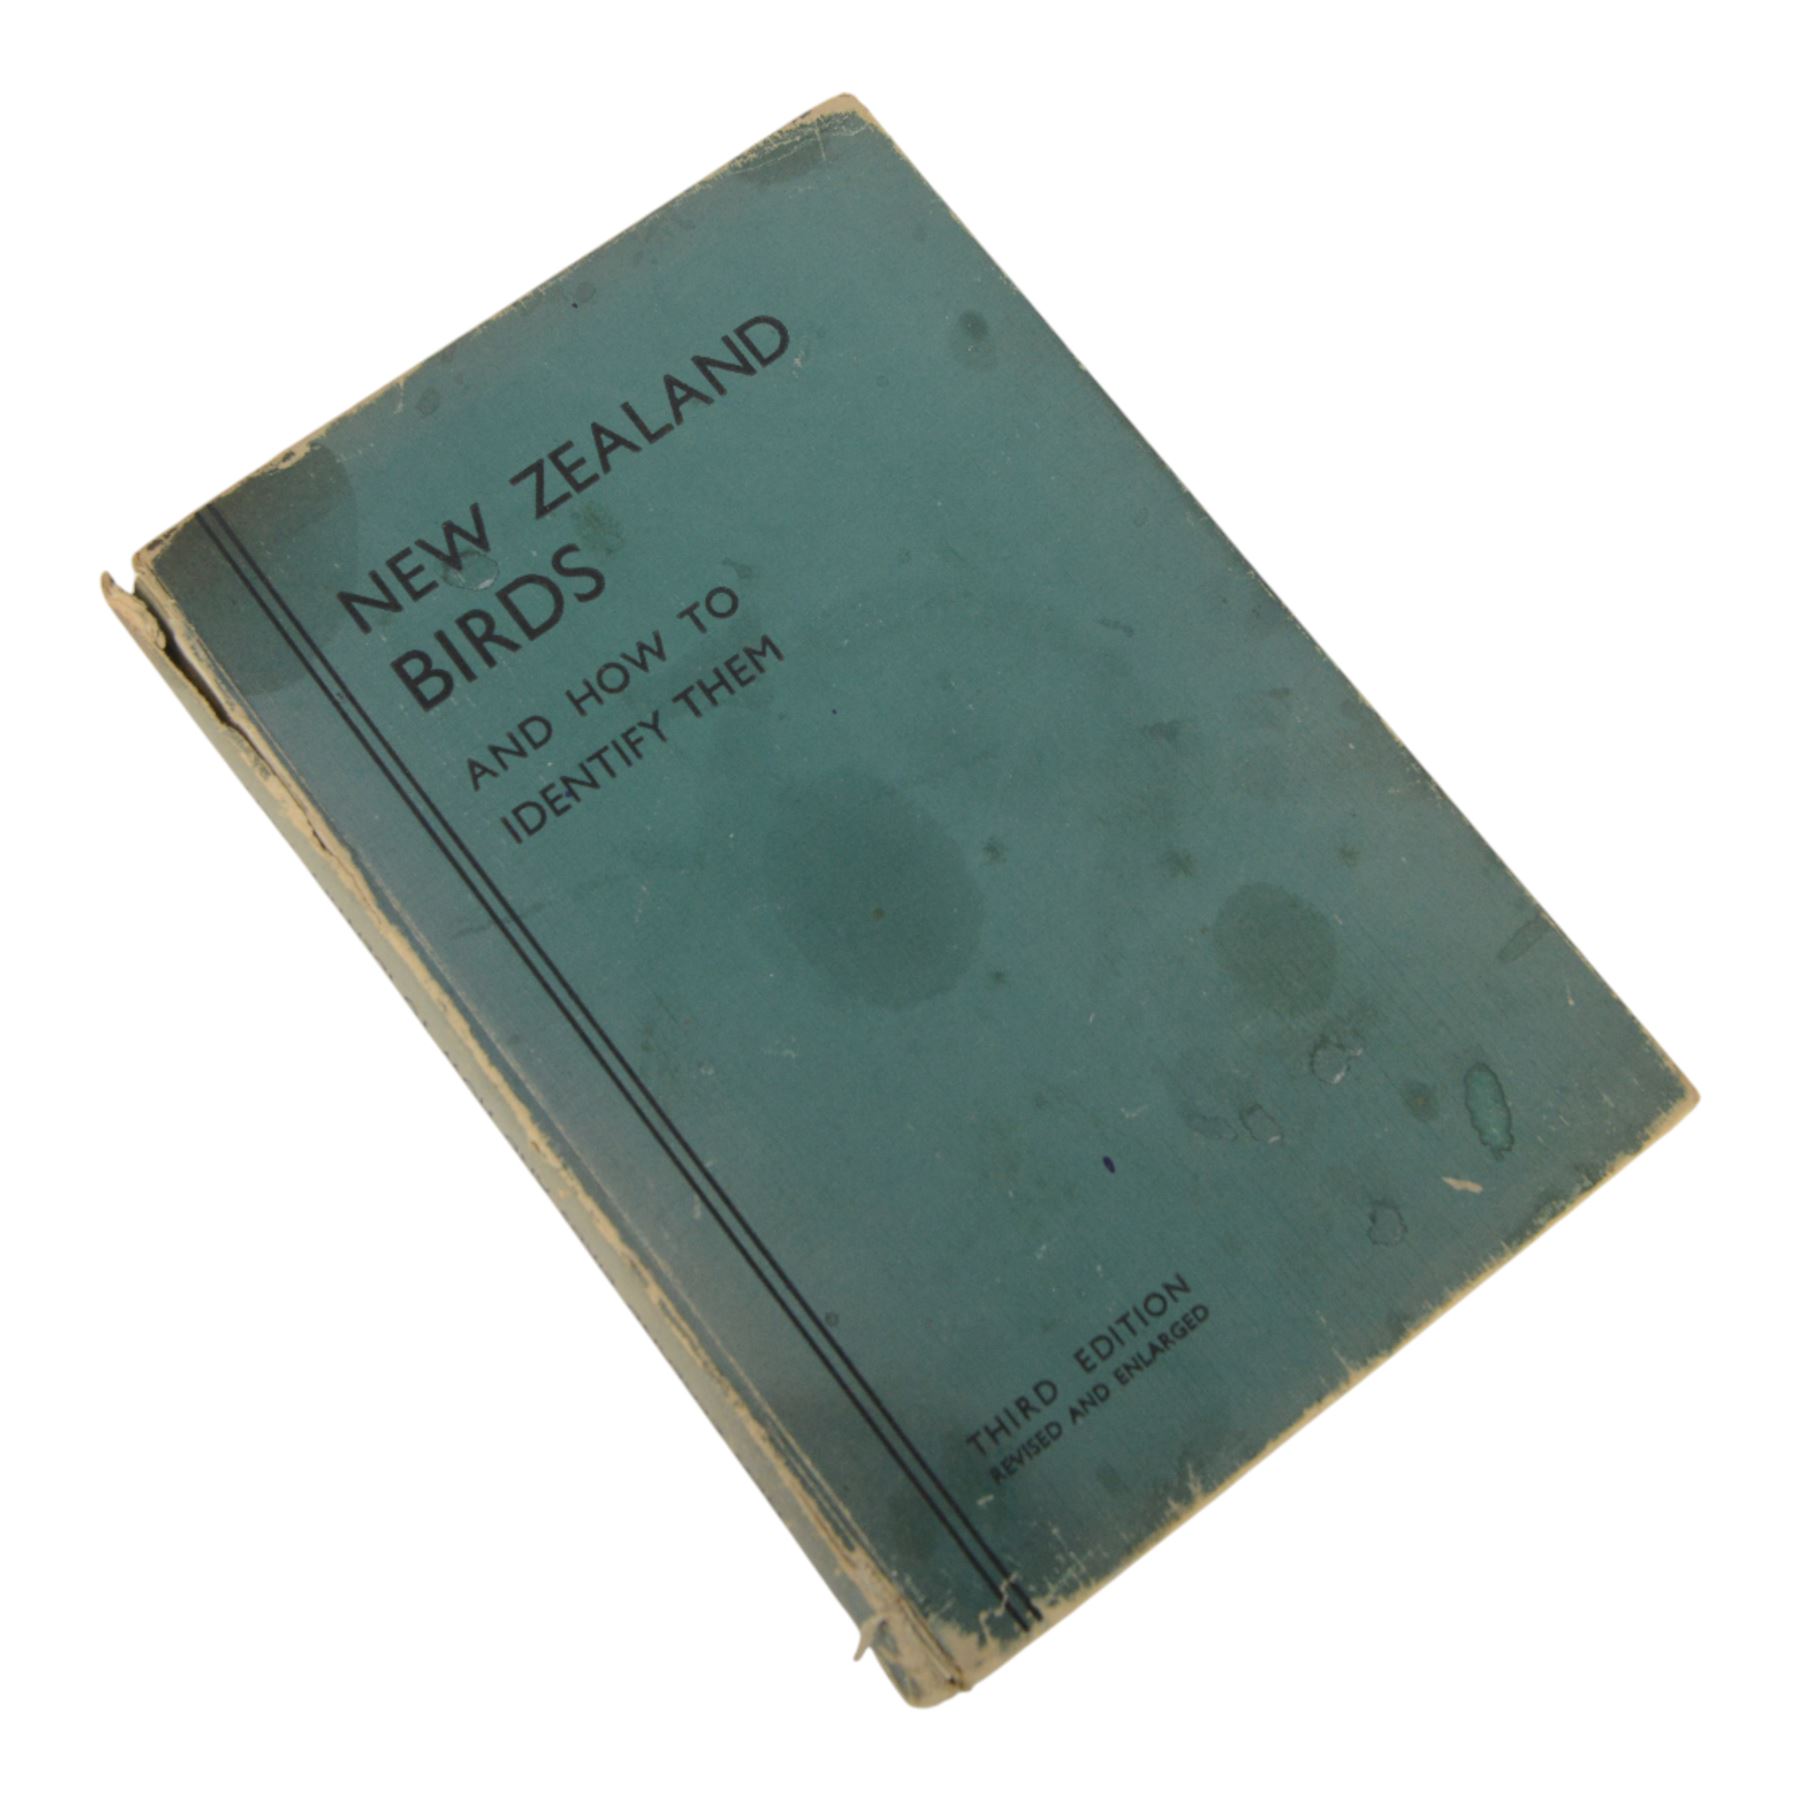 NEW ZEALAND
BIRDS
AND HOW TO
IDENTIFY THEM
THIRD EDITION
REVISED AND ENLARGED